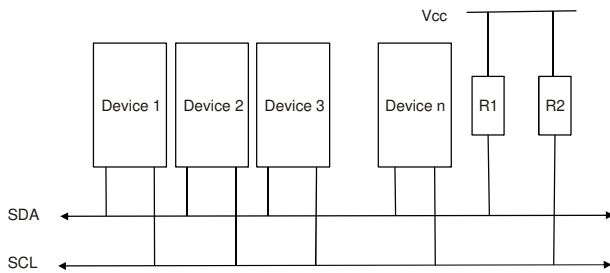 Vcc
Device 1
Device 2
Device 3
Device n
R1
R2
SDA
SCL